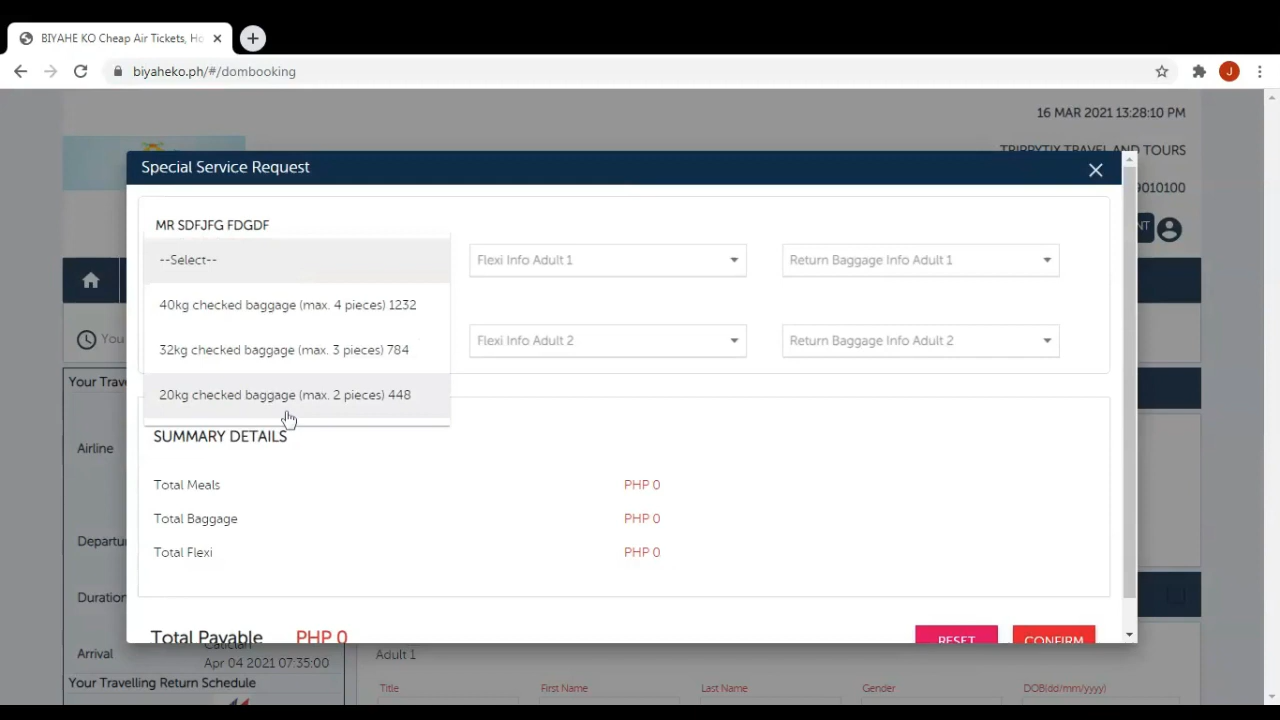 BIYAHE KO Cheap Air Tickets, Ho
biyaheko.ph/#/dombooking
J
16 MAR 2021 13:28:10 PM
TRIPPYTIX TRAVEL AND TOURS
9010100
NT
Special Service Request
MR SDFJFG FDGDF
--Select--
Flexi Info Adult 1
Return Baggage Info Adult 1
40kg checked baggage (max. 4 pieces) 1232
You
Flexi Info Adult 2
Return Baggage Info Adult 2
32kg checked baggage (max. 3 pieces) 784
Your Trave
20kg checked baggage (max. 2 pieces) 448
SUMMARY DETAILS
Airline
Total Meals PHP 0
Total Baggage PHP 0
Departu
Total Flexi PHP 0
Duration
Total Payable PHP 0
RESET
CONFIRM
Caticlan
Arrival
Apr 04 2021 07:35:00
Adult 1
Your Travelling Return Schedule
Title
First Name
Last Name
Gender
DOB(dd/mm/yyyy)